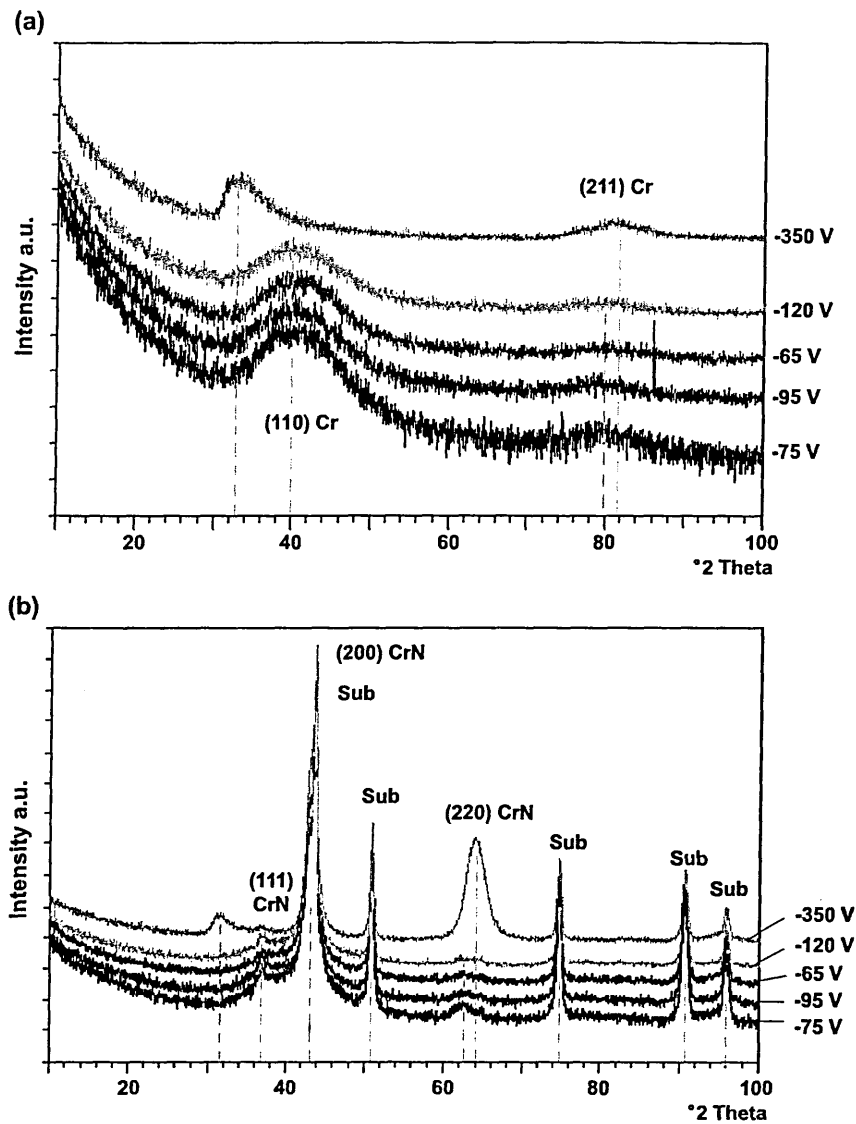 (a)
Intensity a.u.
(211) Cr
-350 V
-120 V
-65 V
-95 V
-75 V
(110) Cr
20
40
60
80
100
°2 Theta
(b)
Intensity a.u.
(200) CrN
Sub
Sub
(220) CrN
Sub
Sub
Sub
(111)
CrN
-350 V
-120 V
-65 V
-95 V
-75 V
20
40
60
80
100
°2 Theta